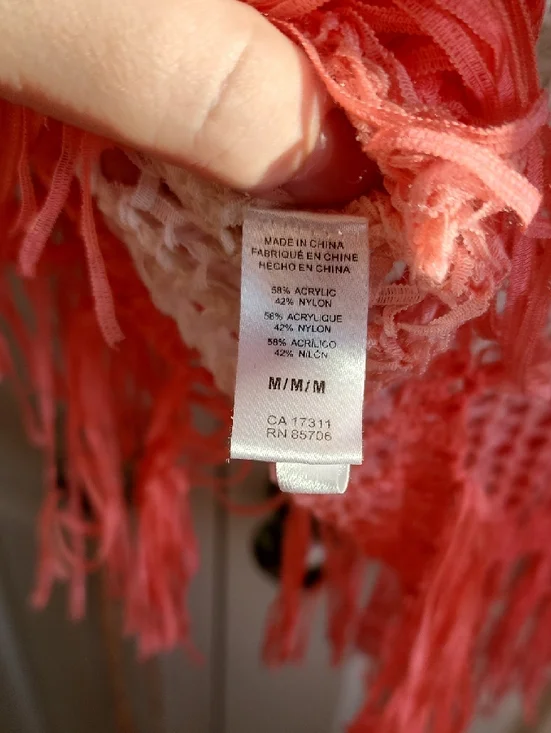 MADE IN CHINA
FABRIQUÉ EN CHINE
HECHO EN CHINA
58% ACRYLIC
42% NYLON
58% ACRYLIQUE
42% NYLON
58% ACRÍLICO
42% NILÓN
M/M/M
CA 17311
RN 85706